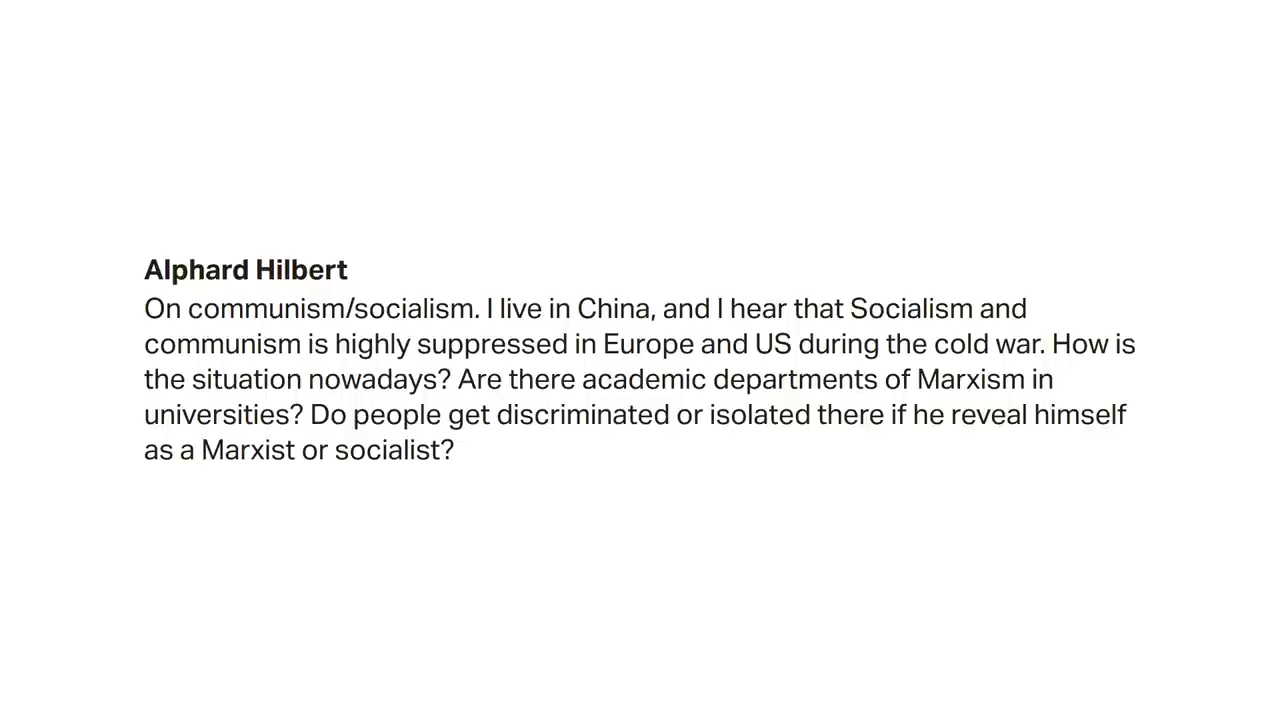 Alphard Hilbert
On communism/socialism. I live in China, and I hear that Socialism and
communism is highly suppressed in Europe and US during the cold war. How is
the situation nowadays? Are there academic departments of Marxism in
universities? Do people get discriminated or isolated there if he reveal himself
as a Marxist or socialist?